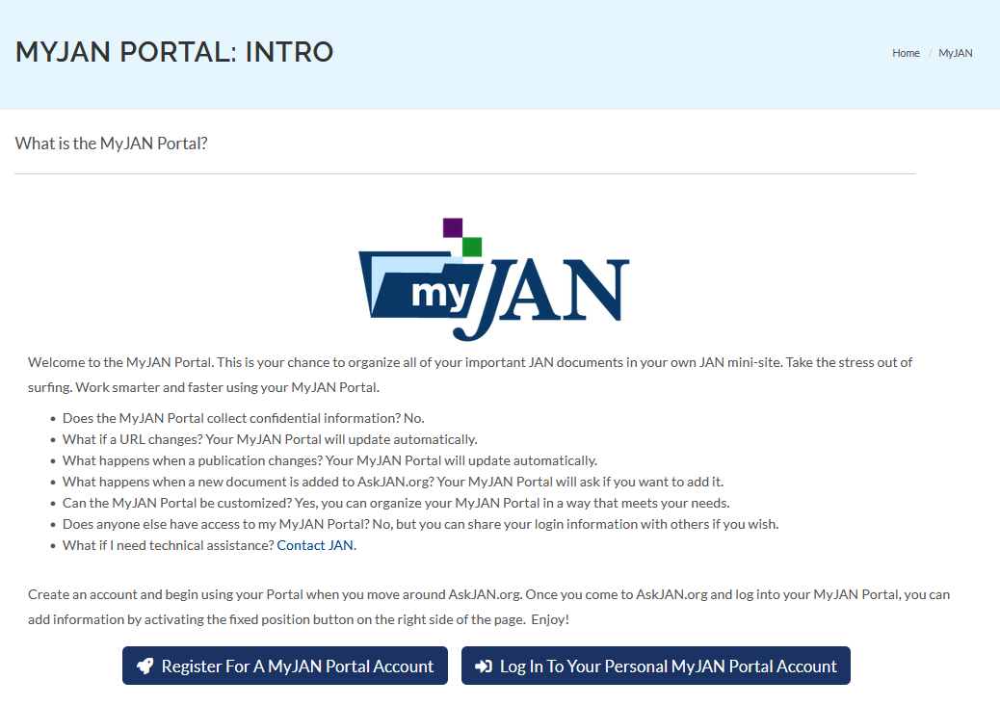 MYJAN PORTAL: INTRO
Home / MyJAN
What is the MyJAN Portal?
myJAN
Welcome to the MyJAN Portal. This is your chance to organize all of your important JAN documents in your own JAN mini-site. Take the stress out of
surfing. Work smarter and faster using your MyJAN Portal.
• Does the MyJAN Portal collect confidential information? No.
• What if a URL changes? Your MyJAN Portal will update automatically.
• What happens when a publication changes? Your MyJAN Portal will update automatically.
• What happens when a new document is added to AskJAN.org? Your MyJAN Portal will ask if you want to add it.
• Can the MyJAN Portal be customized? Yes, you can organize your MyJAN Portal in a way that meets your needs.
• Does anyone else have access to my MyJAN Portal? No, but you can share your login information with others if you wish.
• What if I need technical assistance? Contact JAN.
Create an account and begin using your Portal when you move around AskJAN.org. Once you come to AskJAN.org and log into your MyJAN Portal, you can
add information by activating the fixed position button on the right side of the page. Enjoy!
Register For A MyJAN Portal Account
Log In To Your Personal MyJAN Portal Account